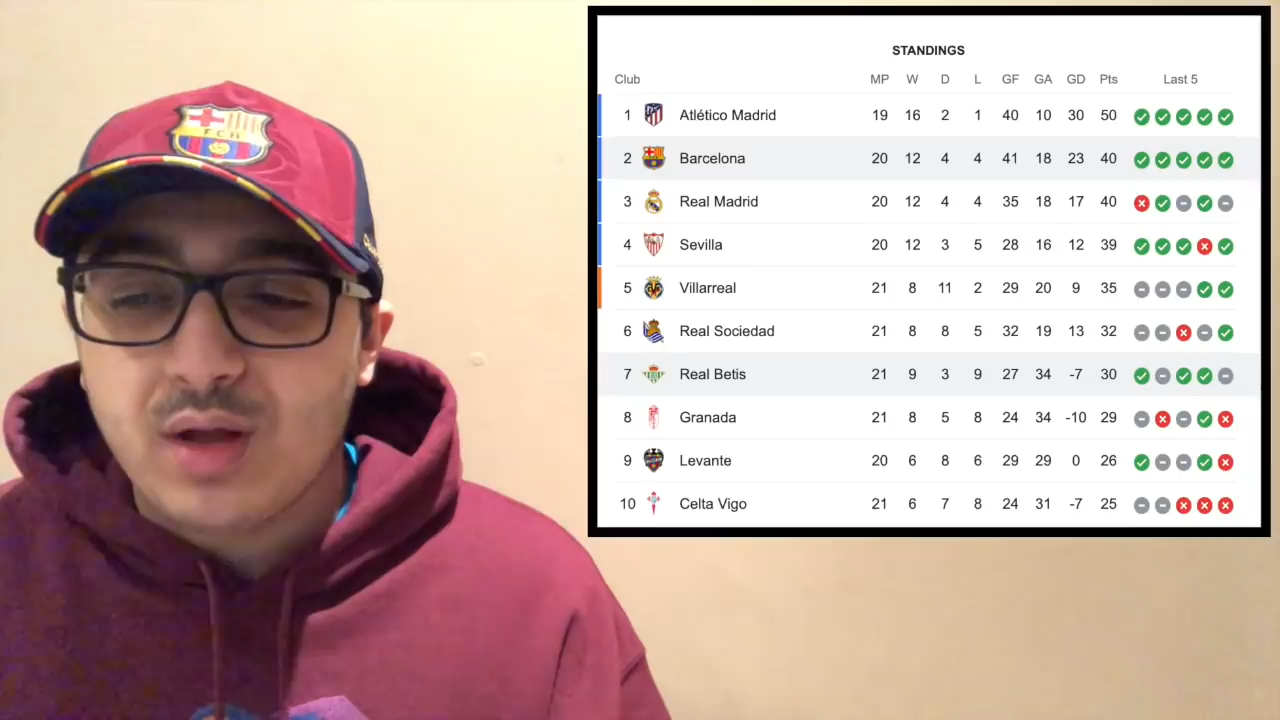 STANDINGS
Club MP W D L GF GA GD Pts Last 5
1 Atlético Madrid 19 16 2 1 40 10 30 50
2 Barcelona 20 12 4 4 41 18 23 40
3 Real Madrid 20 12 4 4 35 18 17 40
4 Sevilla 20 12 3 5 28 16 12 39
5 Villarreal 21 8 11 2 29 20 9 35
6 Real Sociedad 21 8 8 5 32 19 13 32
7 Real Betis 21 9 3 9 27 34 -7 30
8 Granada 21 8 5 8 24 34 -10 29
9 Levante 20 6 8 6 29 29 0 26
10 Celta Vigo 21 6 7 8 24 31 -7 25
FCB